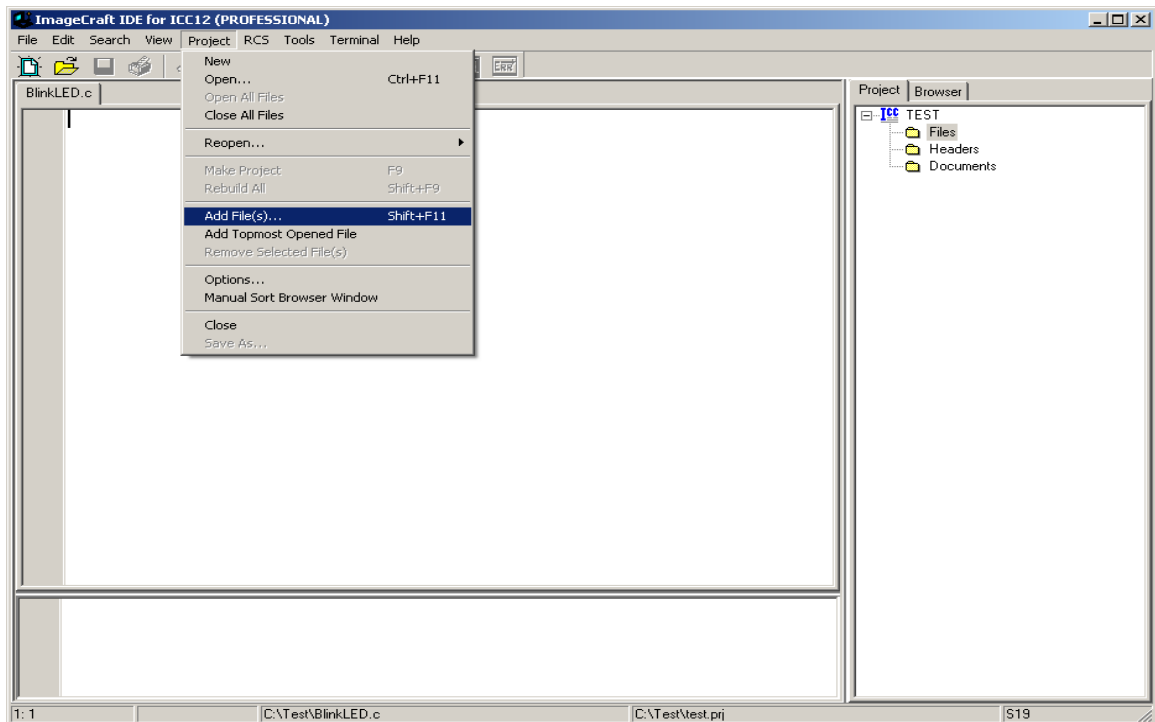 ImageCraft IDE for ICC12 (PROFESSIONAL)
File Edit Search View Project RCS Tools Terminal Help
ERR
BlinkLED.c
New
Open... Ctrl+F11
Open All Files
Close All Files
Reopen...
Make Project F9
Rebuild All Shift+F9
Add File(s)... Shift+F11
Add Topmost Opened File
Remove Selected File(s)
Options...
Manual Sort Browser Window
Close
Save As...
Project Browser
ICC TEST
Files
Headers
Documents
1: 1 C:\Test\BlinkLED.c C:\Test\test.prj S19